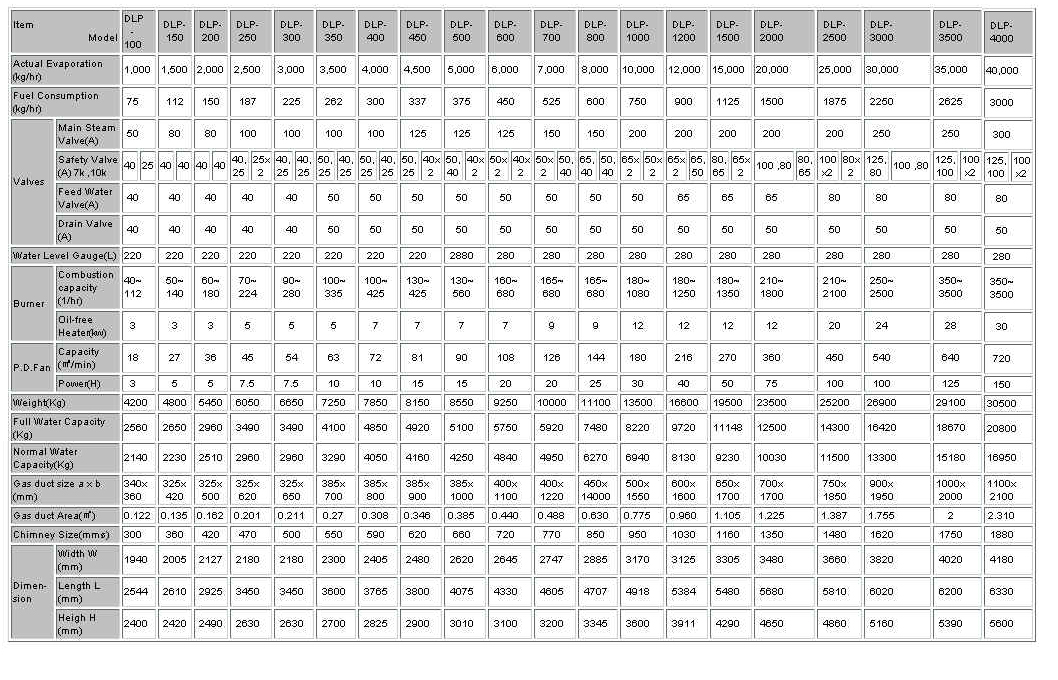 Item Model DLP-100 DLP-150 DLP-200 DLP-250 DLP-300 DLP-350 DLP-400 DLP-450 DLP-500 DLP-600 DLP-700 DLP-800 DLP-1000 DLP-1200 DLP-1500 DLP-2000 DLP-2500 DLP-3000 DLP-3500 DLP-4000
Actual Evaporation (kg/hr) 1,000 1,500 2,000 2,500 3,000 3,500 4,000 4,500 5,000 6,000 7,000 8,000 10,000 12,000 15,000 20,000 25,000 30,000 35,000 40,000
Fuel Consumption (kg/hr) 75 112 150 187 225 262 300 337 375 450 525 600 750 900 1125 1500 1875 2250 2625 3000
Valves
Main Steam Valve(A) 50 80 80 100 100 100 100 125 125 125 150 150 200 200 200 200 200 250 250 300
Safety Valve (A) 7k ,10k 40 25 40 40 40 40 40, 25 25x 2 40, 25 40, 25 50, 25 40, 25 50, 25 40, 25 50, 25 40x 2 50, 40 40x 2 50x 2 40x 2 50x 2 50, 40 65, 50 50, 40 65x 2 50x 2 65x 2 65, 50 80, 65 65x 2 100 ,80 80, 65 100 x2 80x 2 125, 80 100 ,80 125, 100 100 x2 125, 100 100 x2
Feed Water Valve(A) 40 40 40 40 40 50 50 50 50 50 50 50 50 65 65 65 80 80 80 80
Drain Valve (A) 40 40 40 40 40 50 50 50 50 50 50 50 50 50 50 50 50 50 50 50
Water Level Gauge(L) 220 220 220 220 220 220 220 220 2880 280 280 280 280 280 280 280 280 280 280 280
Burner
Combustion capacity (1/hr) 40~ 112 50~ 140 60~ 180 70~ 224 90~ 280 100~ 335 100~ 425 130~ 425 130~ 560 160~ 680 165~ 680 165~ 680 180~ 1080 180~ 1250 180~ 1350 210~ 1800 210~ 2100 250~ 2500 350~ 3500 350~ 3500
Oil-free Heater(kw) 3 3 3 5 5 5 7 7 7 7 9 9 12 12 12 12 20 24 28 30
P.D.Fan
Capacity (㎥/min) 18 27 36 45 54 63 72 81 90 108 126 144 180 216 270 360 450 540 640 720
Power(H) 3 5 5 7.5 7.5 10 10 15 15 20 20 25 30 40 50 75 100 100 125 150
Weight(Kg) 4200 4800 5450 6050 6650 7250 7850 8150 8550 9250 10000 11100 13500 16600 19500 23500 25200 26900 29100 30500
Full Water Capacity (Kg) 2560 2650 2960 3490 3490 4100 4850 4920 5100 5750 5920 7480 8220 9720 11148 12500 14300 16420 18670 20800
Normal Water Capacity(Kg) 2140 2230 2510 2960 2960 3290 4050 4160 4250 4840 4950 6270 6940 8130 9230 10030 11500 13300 15180 16950
Gas duct size a x b (mm) 340x 360 325x 420 325x 500 325x 620 325x 650 385x 700 385x 800 385x 900 385x 1000 400x 1100 400x 1220 450x 14000 500x 1550 600x 1600 650x 1700 700x 1700 750x 1850 900x 1950 1000x 2000 1100x 2100
Gas duct Area(㎡) 0.122 0.135 0.162 0.201 0.211 0.27 0.308 0.346 0.385 0.440 0.488 0.630 0.775 0.960 1.105 1.225 1.387 1.755 2 2.310
Chimney Size(mmø) 300 360 420 470 500 550 590 620 660 720 770 850 950 1030 1160 1350 1480 1620 1750 1880
Dimen- sion
Width W (mm) 1940 2005 2127 2180 2180 2300 2405 2480 2620 2645 2747 2885 3170 3125 3305 3480 3660 3820 4020 4180
Length L (mm) 2544 2610 2925 3450 3450 3600 3765 3800 4075 4330 4605 4707 4918 5384 5480 5680 5810 6020 6200 6330
Heigh H (mm) 2400 2420 2490 2630 2630 2700 2825 2900 3010 3100 3200 3345 3600 3911 4290 4650 4860 5160 5390 5600